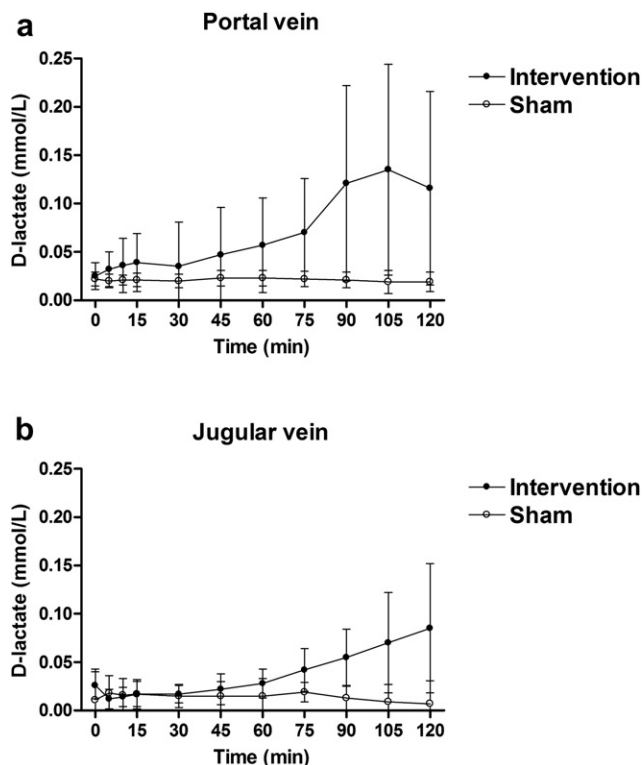 a
Portal vein
0.25
0.20
0.15
0.10
0.05
0.00
D-lactate (mmol/L)
0 15 30 45 60 75 90 105 120
Time (min)
Intervention
Sham
b
Jugular vein
0.25
0.20
0.15
0.10
0.05
0.00
D-lactate (mmol/L)
0 15 30 45 60 75 90 105 120
Time (min)
Intervention
Sham